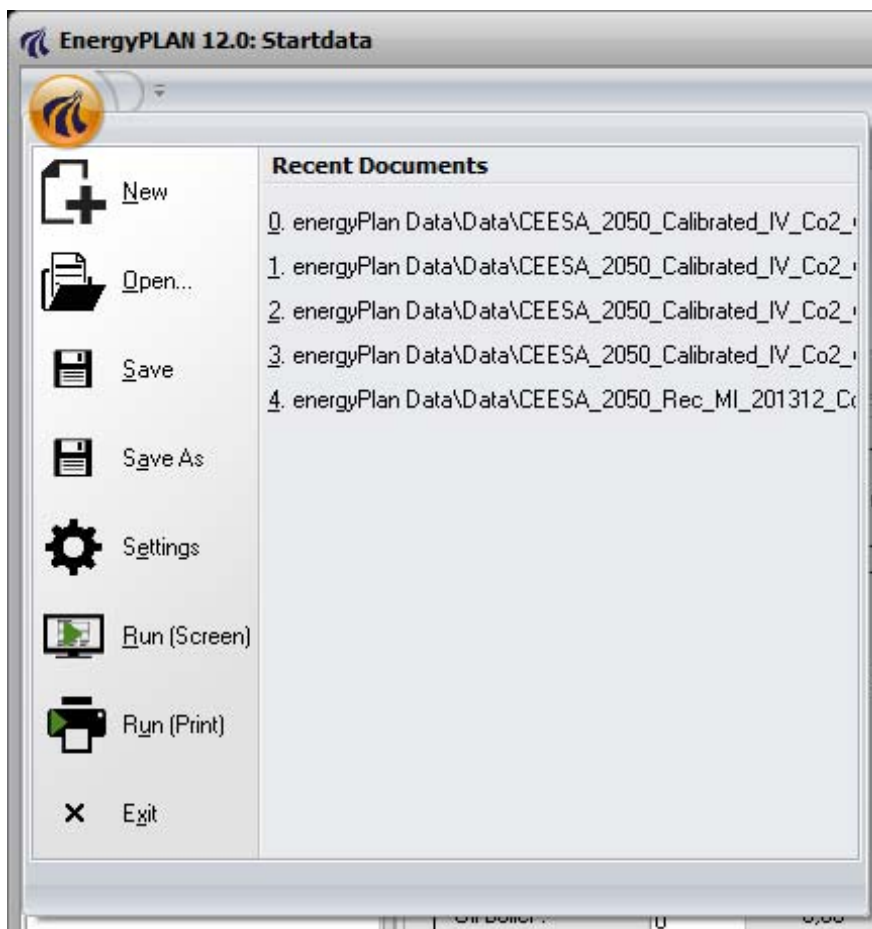 EnergyPLAN 12.0: Startdata
New
Open...
Save
Save As
Settings
Run (Screen)
Run (Print)
Exit
Recent Documents
0. energyPlan Data\Data\CEESA_2050_Calibrated_IV_Co2_
1. energyPlan Data\Data\CEESA_2050_Calibrated_IV_Co2_
2. energyPlan Data\Data\CEESA_2050_Calibrated_IV_Co2_
3. energyPlan Data\Data\CEESA_2050_Calibrated_IV_Co2_
4. energyPlan Data\Data\CEESA_2050_Rec_MI_201312_C